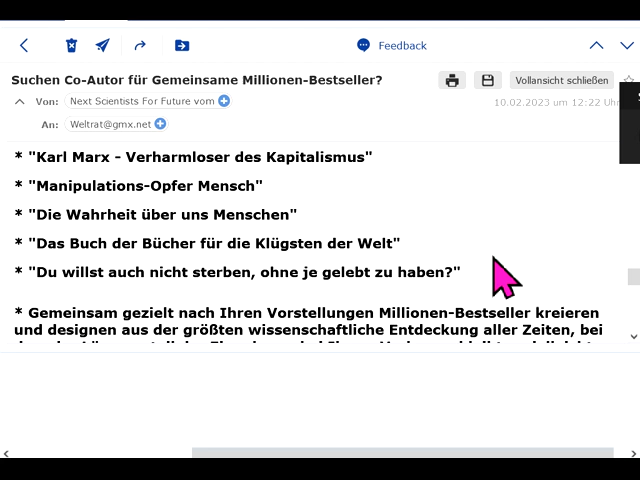 Feedback
Suchen Co-Autor für Gemeinsame Millionen-Bestseller?
Vollansicht schließen
Von: Next Scientists For Future vom
10.02.2023 um 12:22 Uhr
An: Weltrat@gmx.net
* "Karl Marx - Verharmloser des Kapitalismus"
* "Manipulations-Opfer Mensch"
* "Die Wahrheit über uns Menschen"
* "Das Buch der Bücher für die Klügsten der Welt"
* "Du willst auch nicht sterben, ohne je gelebt zu haben?"
* Gemeinsam gezielt nach Ihren Vorstellungen Millionen-Bestseller kreieren
und designen aus der größten wissenschaftliche Entdeckung aller Zeiten, bei